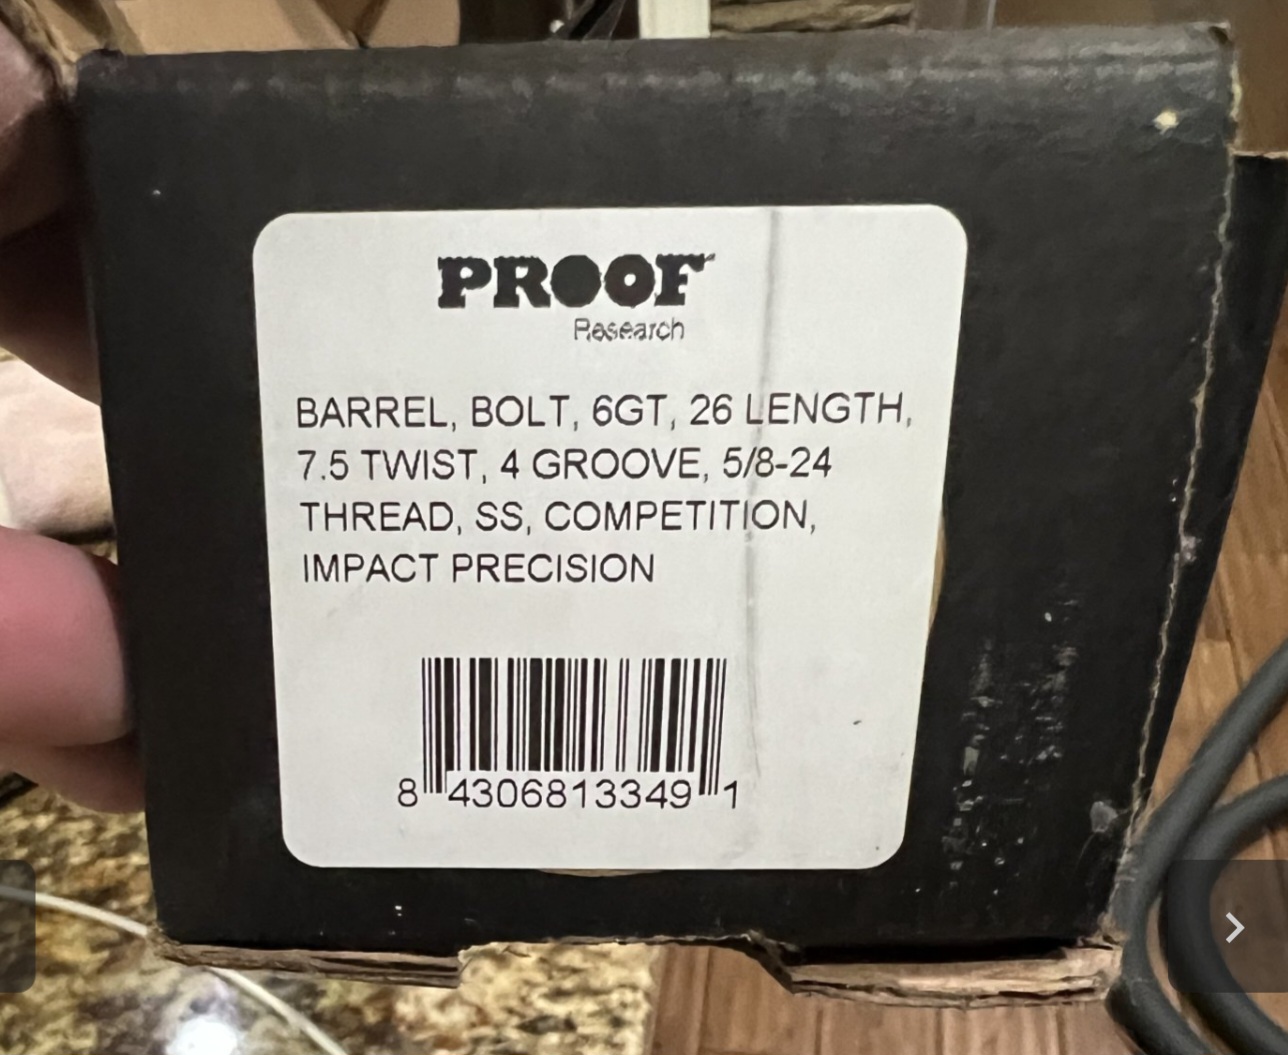 PROOF
Research
BARREL, BOLT, 6GT, 26 LENGTH,
7.5 TWIST, 4 GROOVE, 5/8-24
THREAD, SS, COMPETITION,
IMPACT PRECISION
8 4306813349 1